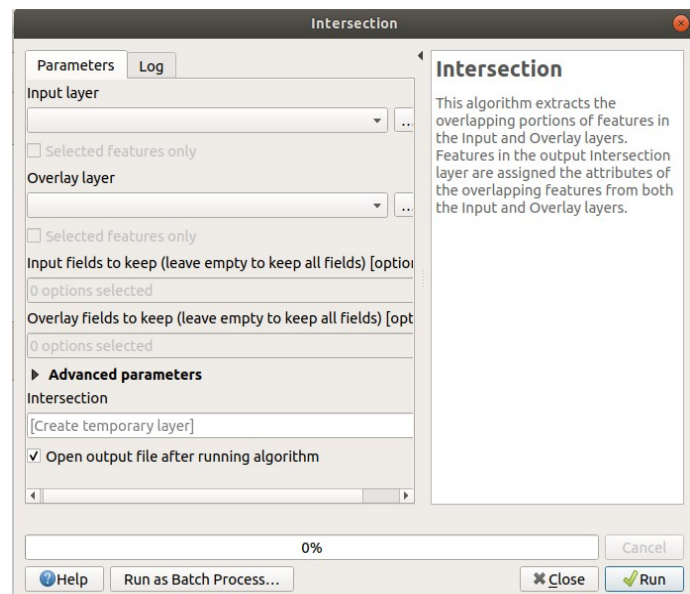 Intersection
Parameters
Log
Input layer
...
Selected features only
Overlay layer
...
Selected features only
Input fields to keep (leave empty to keep all fields) [option
0 options selected
Overlay fields to keep (leave empty to keep all fields) [opt
0 options selected
Advanced parameters
Intersection
[Create temporary layer]
Open output file after running algorithm
Intersection
This algorithm extracts the
overlapping portions of features in
the Input and Overlay layers.
Features in the output Intersection
layer are assigned the attributes of
the overlapping features from both
the Input and Overlay layers.
0%
Cancel
Help
Run as Batch Process...
Close
Run